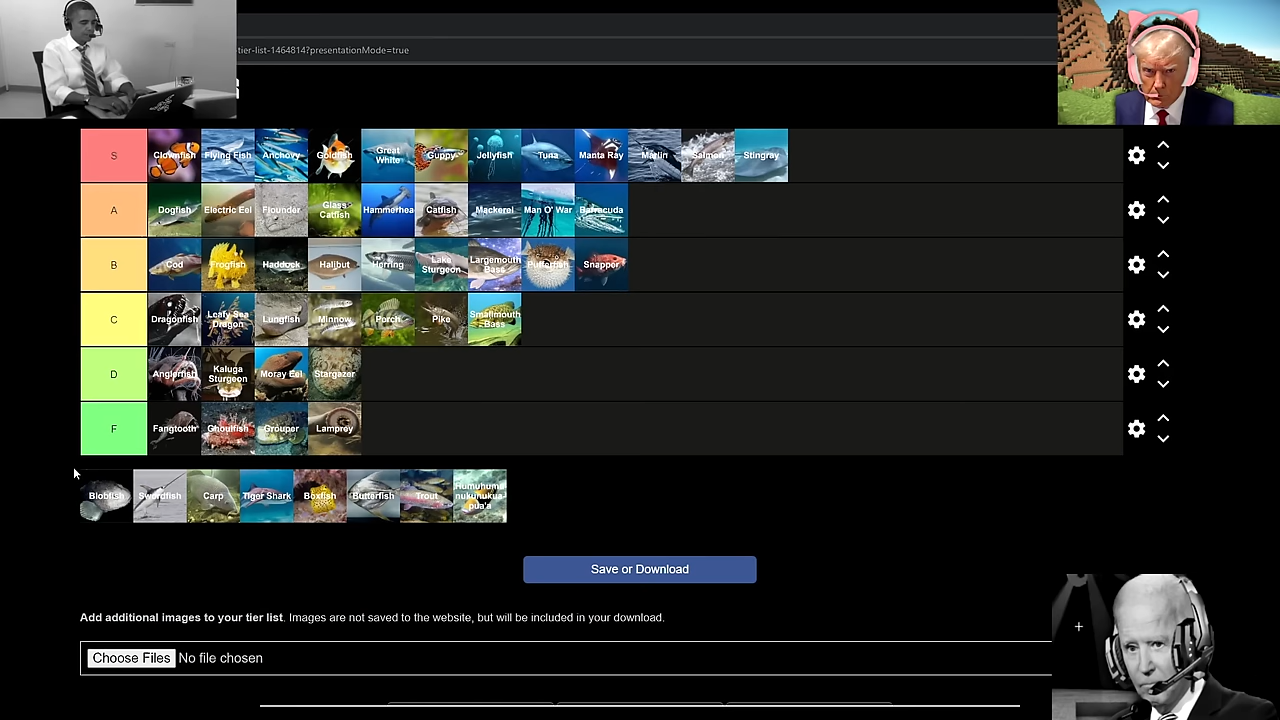 tier-list-1464814?presentationMode=true
S
Clownfish
Flying Fish
Anchovy
Goldfish
Great
White
Guppy
Jellyfish
Tuna
Manta Ray
Marlin
Salmon
Stingray
A
Dogfish
Electric Eel
Flounder
Glass
Catfish
Hammerhea
Catfish
Mackerel
Man O' War
Barracuda
B
Cod
Frogfish
Haddock
Halibut
Herring
Lake
Sturgeon
Largemouth
Bass
Pufferfish
Snapper
C
Dragonfish
Leafy Sea
Dragon
Lungfish
Minnow
Perch
Pike
Smallmouth
Bass
D
Anglerfish
Kaluga
Sturgeon
Moray Eel
Stargazer
F
Fangtooth
Ghoulfish
Grouper
Lamprey
Blobfish
Swordfish
Carp
Tiger Shark
Boxfish
Butterfish
Trout
Humuhumu
nukunukua-
pua'a
Save or Download
Add additional images to your tier list. Images are not saved to the website, but will be included in your download.
Choose Files No file chosen